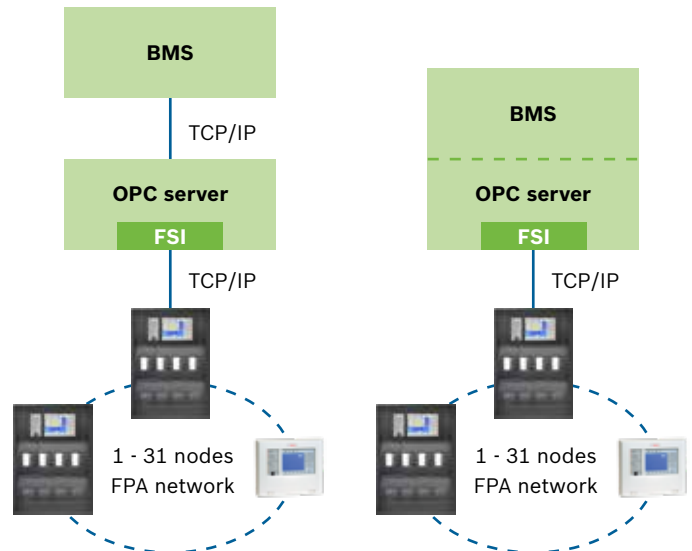 BMS
TCP/IP
OPC server
FSI
TCP/IP
1 - 31 nodes
FPA network
BMS
OPC server
FSI
TCP/IP
1 - 31 nodes
FPA network